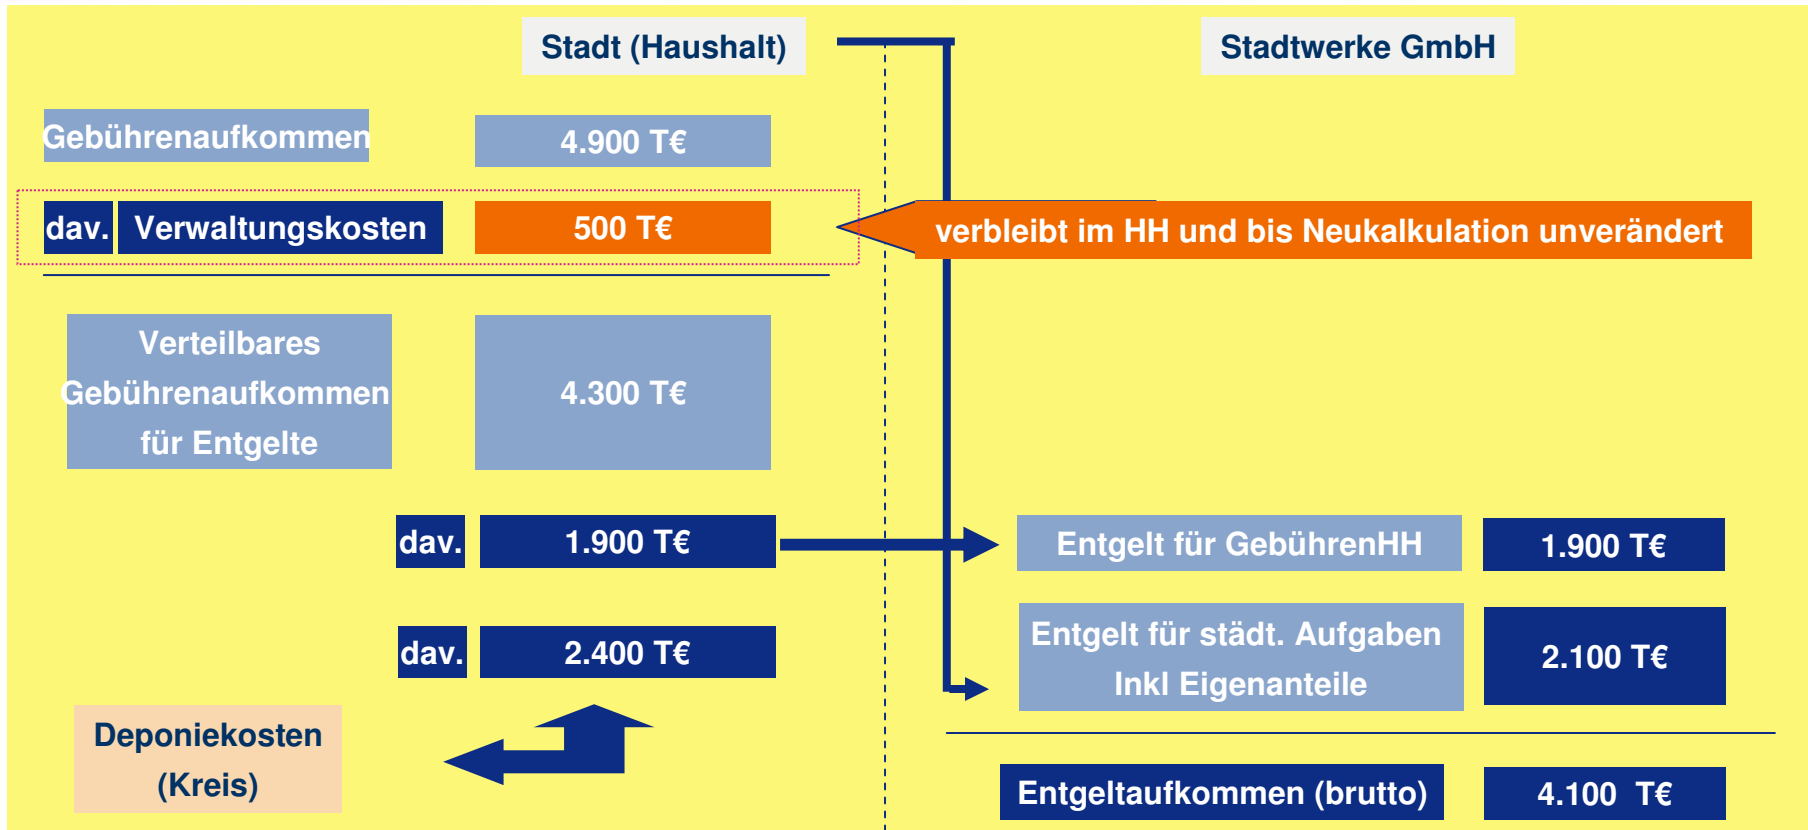 Stadt (Haushalt)
Stadtwerke GmbH
Gebührenaufkommen
4.900 T€
dav.
Verwaltungskosten
500 T€
verbleibt im HH und bis Neukalkulation unverändert
Verteilbares
Gebührenaufkommen
für Entgelte
4.300 T€
dav.
1.900 T€
Entgelt für GebührenHH
1.900 T€
dav.
2.400 T€
Entgelt für städt. Aufgaben
Inkl Eigenanteile
2.100 T€
Deponiekosten
(Kreis)
Entgeltaufkommen (brutto)
4.100 T€